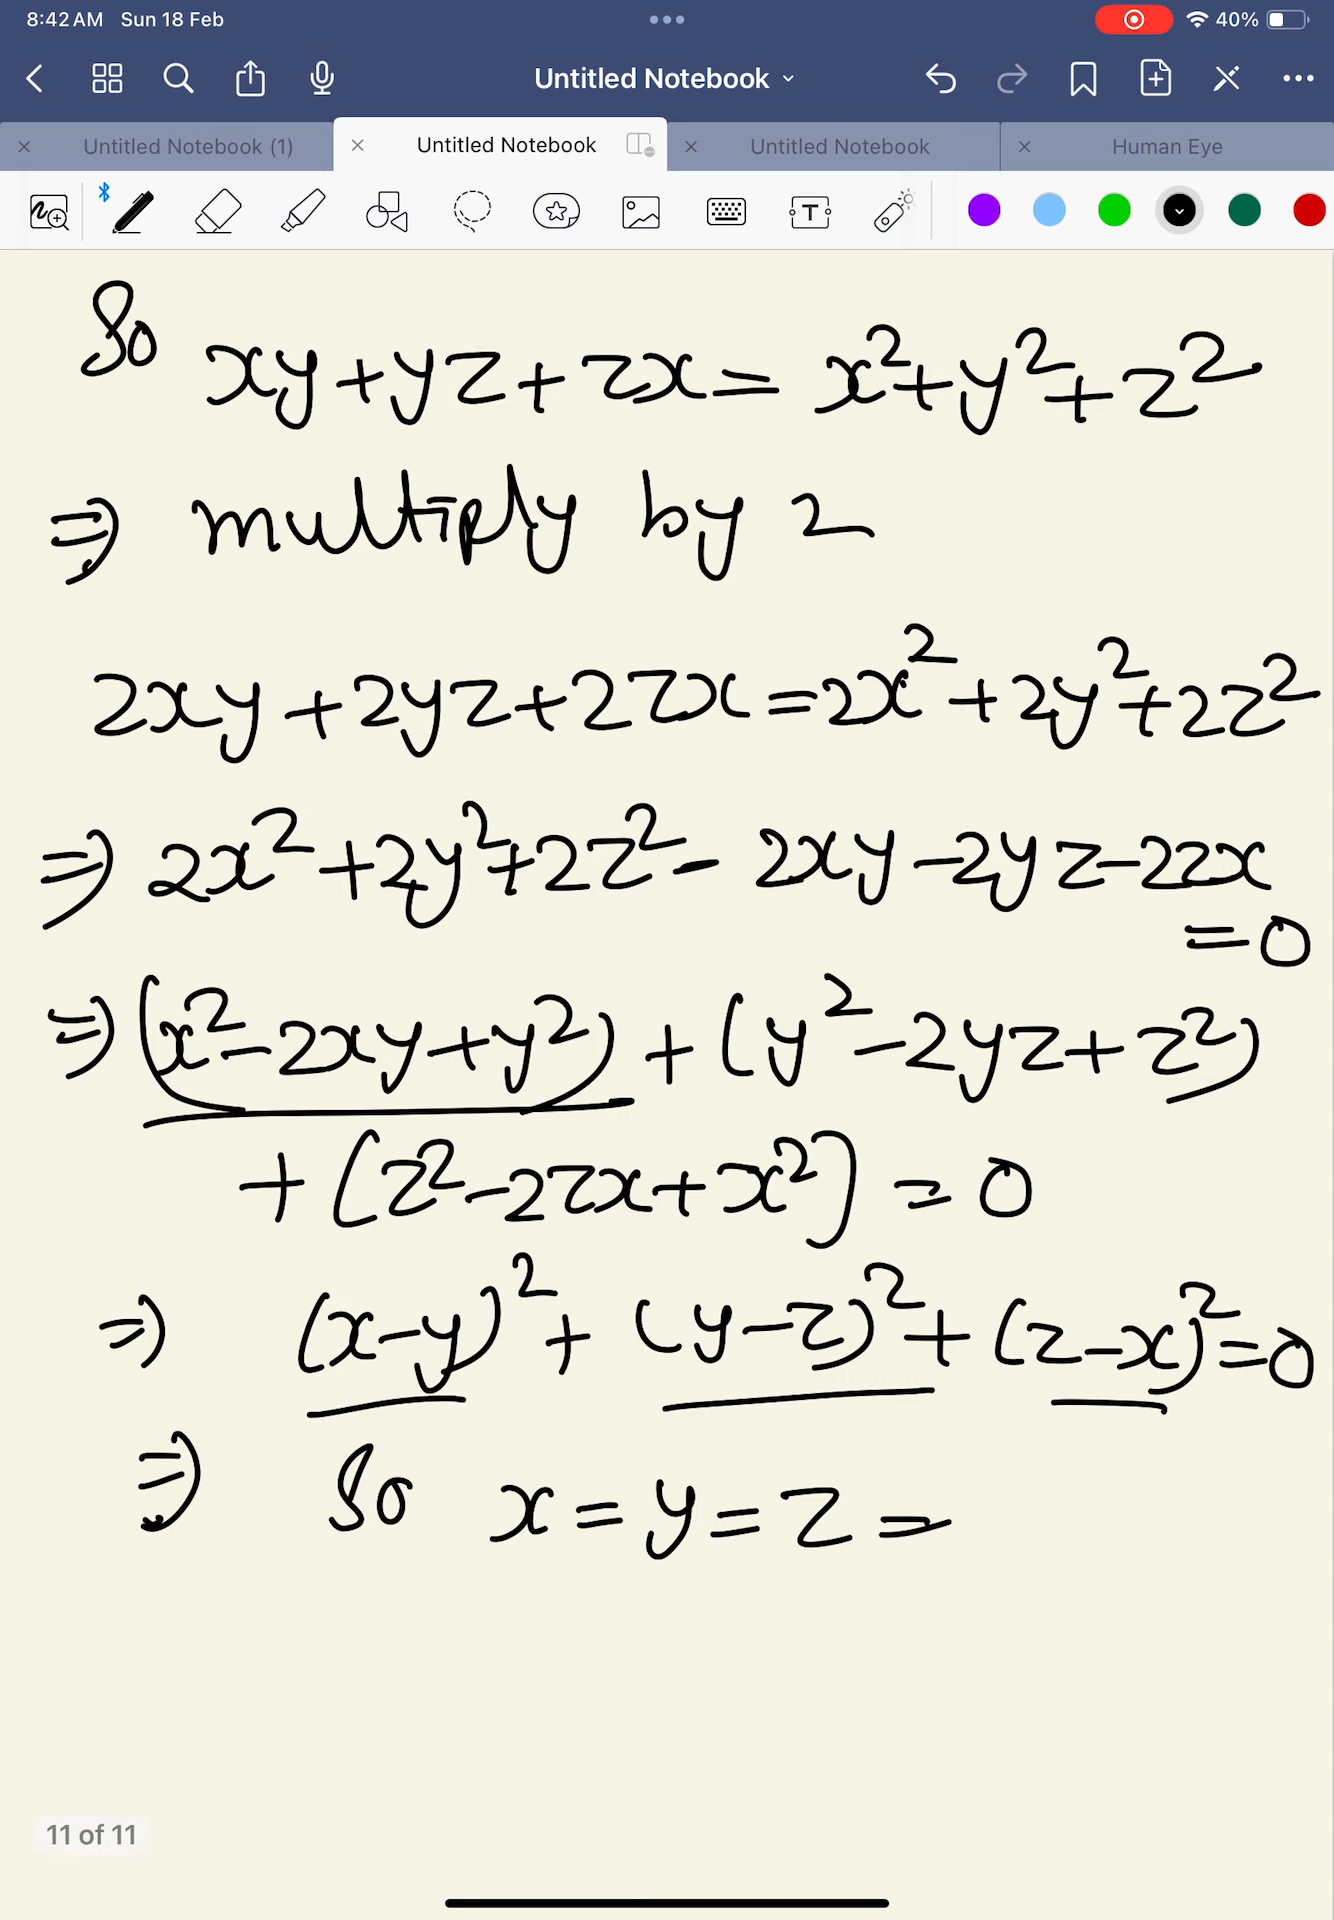 8:42 AM Sun 18 Feb
40%
Untitled Notebook
Untitled Notebook (1) Untitled Notebook Untitled Notebook Human Eye
T
So xy+yz+zx= x²+y²+z²
⇒ multiply by 2
2xy+2yz+2zx=2x²+2y²+2z²
⇒ 2x²+2y²+2z²-2xy-2yz-2zx
=0
⇒ (x²-2xy+y²)+(y²-2yz+z²)
+(z²-2zx+x²)=0
⇒ (x-y)²+(y-z)²+(z-x)²=0
⇒ So x=y=z=
11 of 11